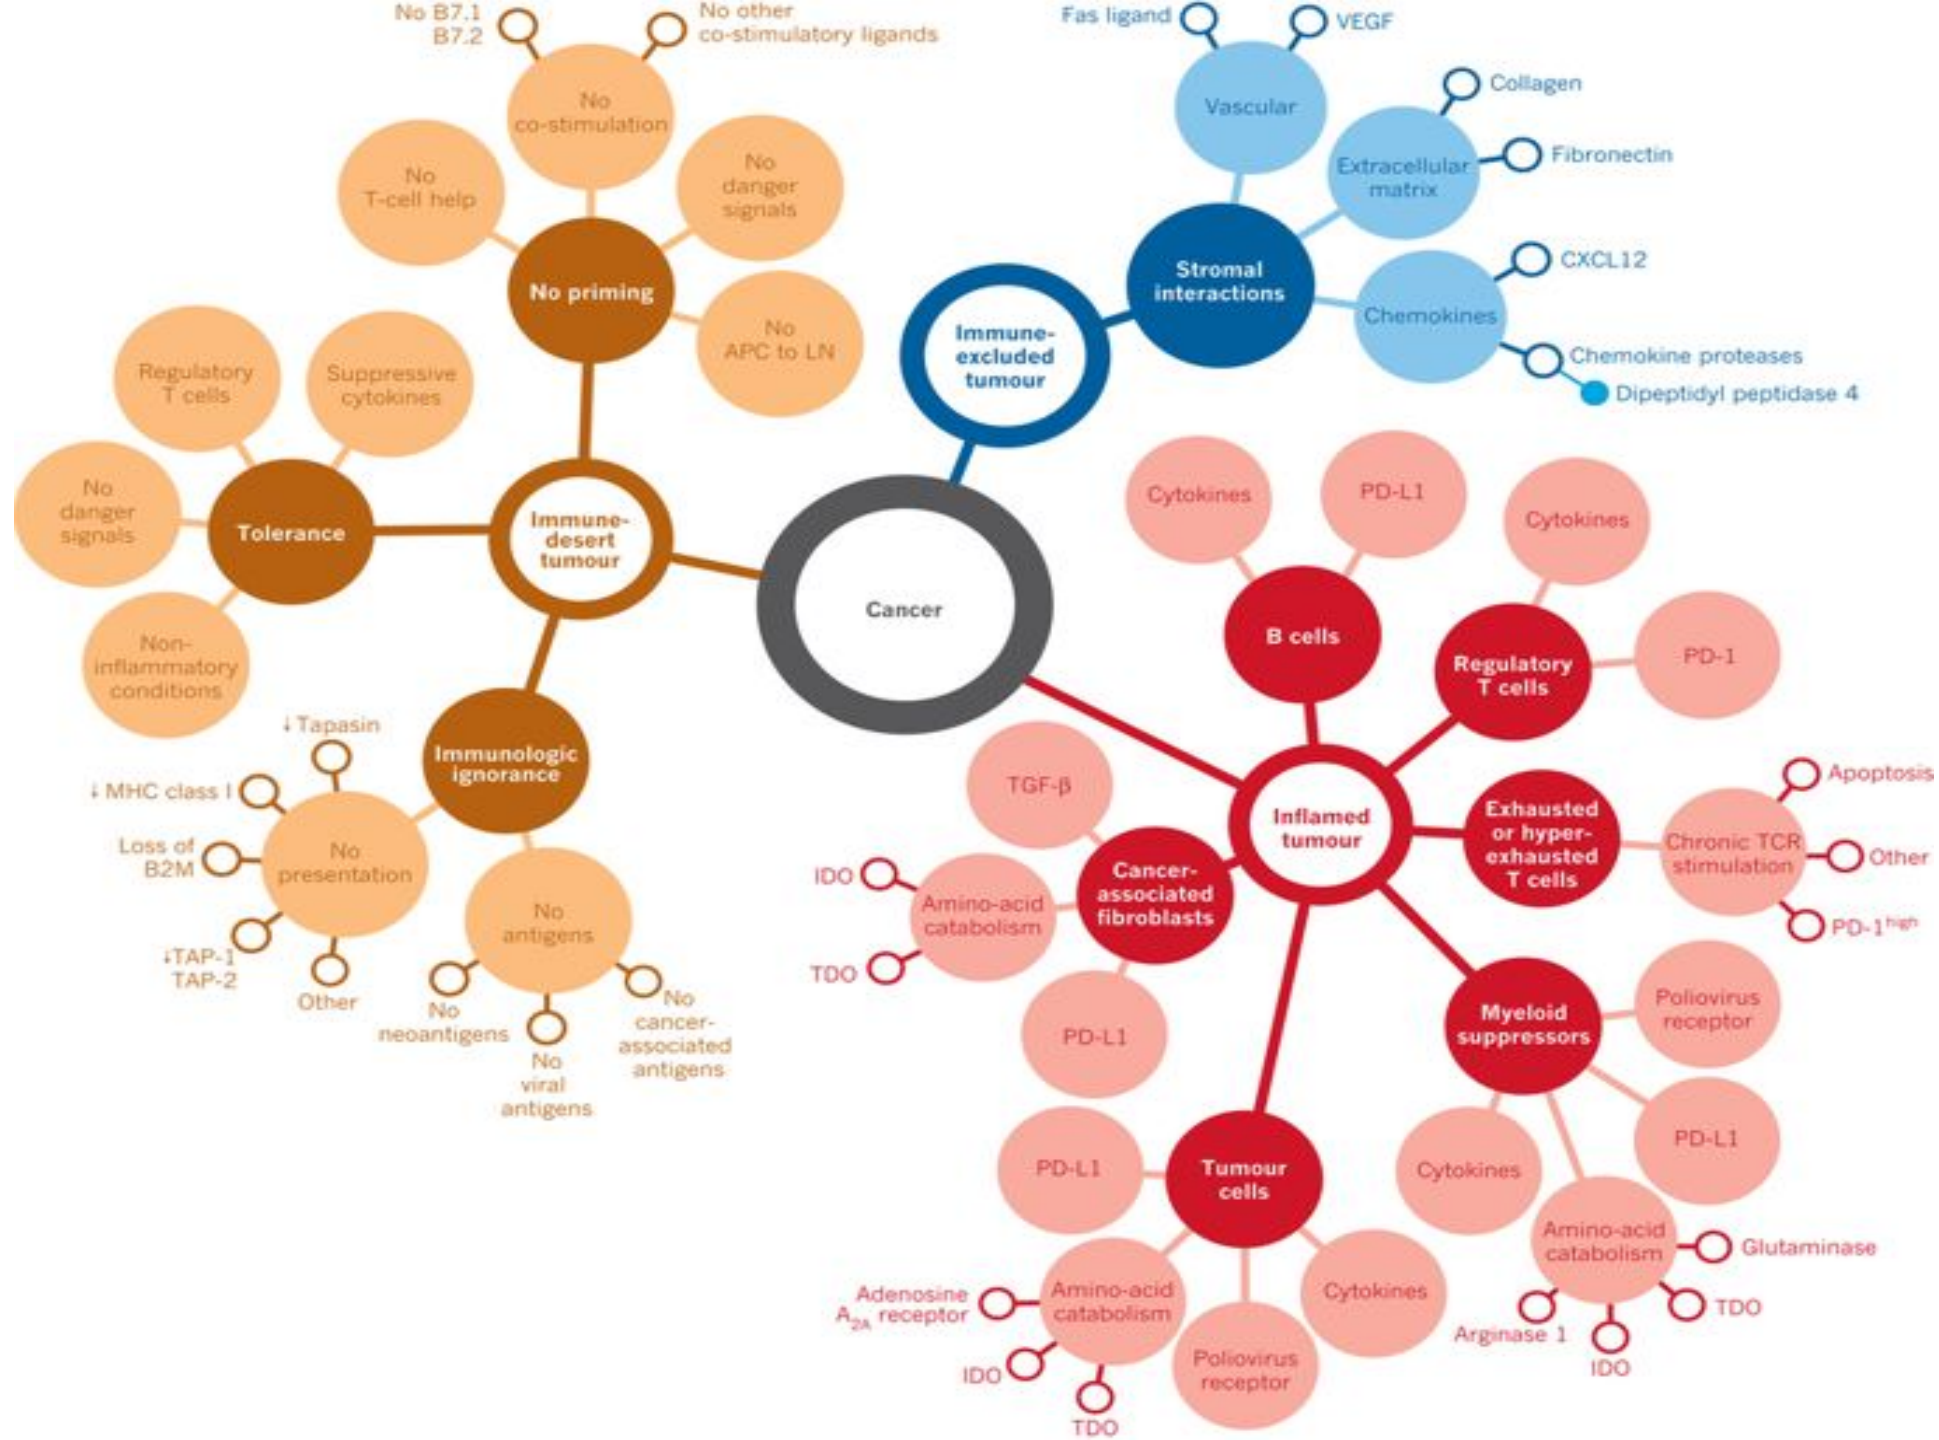 No B7.1
B7.2
No other
co-stimulatory ligands
No
co-stimulation
No
T-cell help
No
danger
signals
No priming
No
APC to LN
Regulatory
T cells
Suppressive
cytokines
No
danger
signals
Tolerance
Non-
inflammatory
conditions
Immune-
desert
tumour
Immunologic
ignorance
↓ Tapasin
↓ MHC class I
Loss of
B2M
↓TAP-1
TAP-2
Other
No
presentation
No
antigens
No
neoantigens
No
viral
antigens
No
cancer-
associated
antigens
Cancer
Immune-
excluded
tumour
Stromal
interactions
Fas ligand
VEGF
Vascular
Collagen
Extracellular
matrix
Fibronectin
CXCL12
Chemokines
Chemokine proteases
Dipeptidyl peptidase 4
Inflamed
tumour
Cytokines
PD-L1
B cells
Cytokines
Regulatory
T cells
PD-1
Exhausted
or hyper-
exhausted
T cells
Chronic TCR
stimulation
Apoptosis
Other
PD-1high
Myeloid
suppressors
Poliovirus
receptor
PD-L1
Cytokines
Amino-acid
catabolism
Glutaminase
TDO
IDO
Arginase 1
TGF-β
Cancer-
associated
fibroblasts
IDO
Amino-acid
catabolism
TDO
PD-L1
Tumour
cells
PD-L1
Amino-acid
catabolism
Adenosine
A2A receptor
IDO
TDO
Poliovirus
receptor
Cytokines